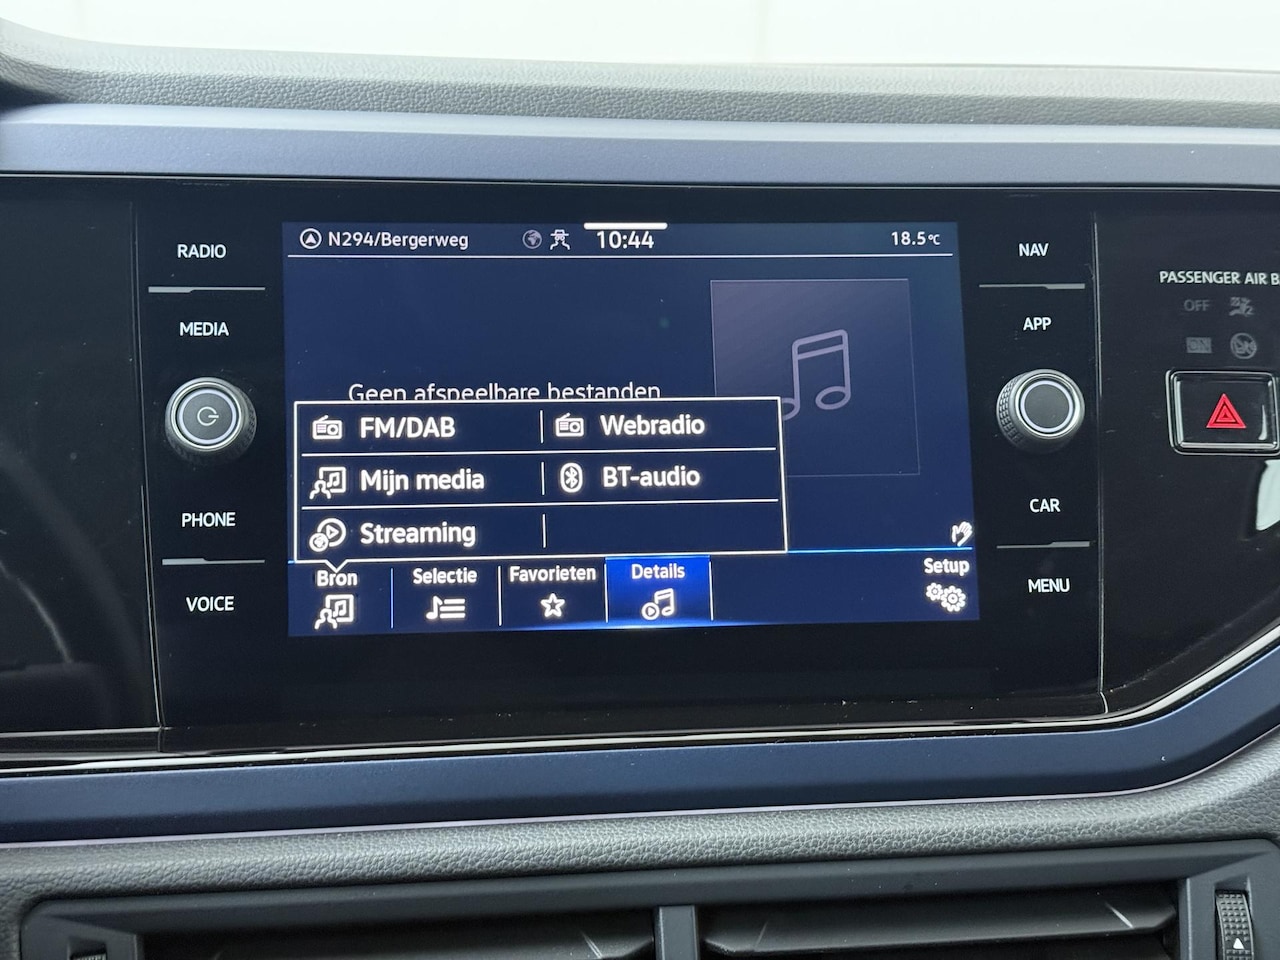 RADIO
MEDIA
PHONE
VOICE
N294/Bergerweg 10:44 18.5°C
Geen afspeelbare bestanden
FM/DAB Webradio
Mijn media BT-audio
Streaming
Bron Selectie Favorieten Details Setup
NAV
APP
CAR
MENU
PASSENGER AIR B
OFF
ON